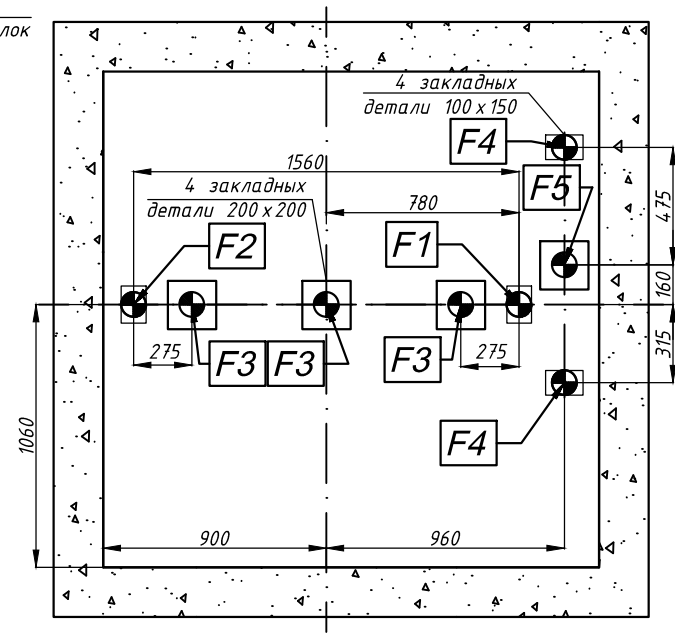 лок
4 закладных
детали 100 x 150
F4
1560
F5
475
4 закладных
детали 200 x 200
780
F2
F1
160
275
F3
F3
F3
275
315
F4
1060
900
960